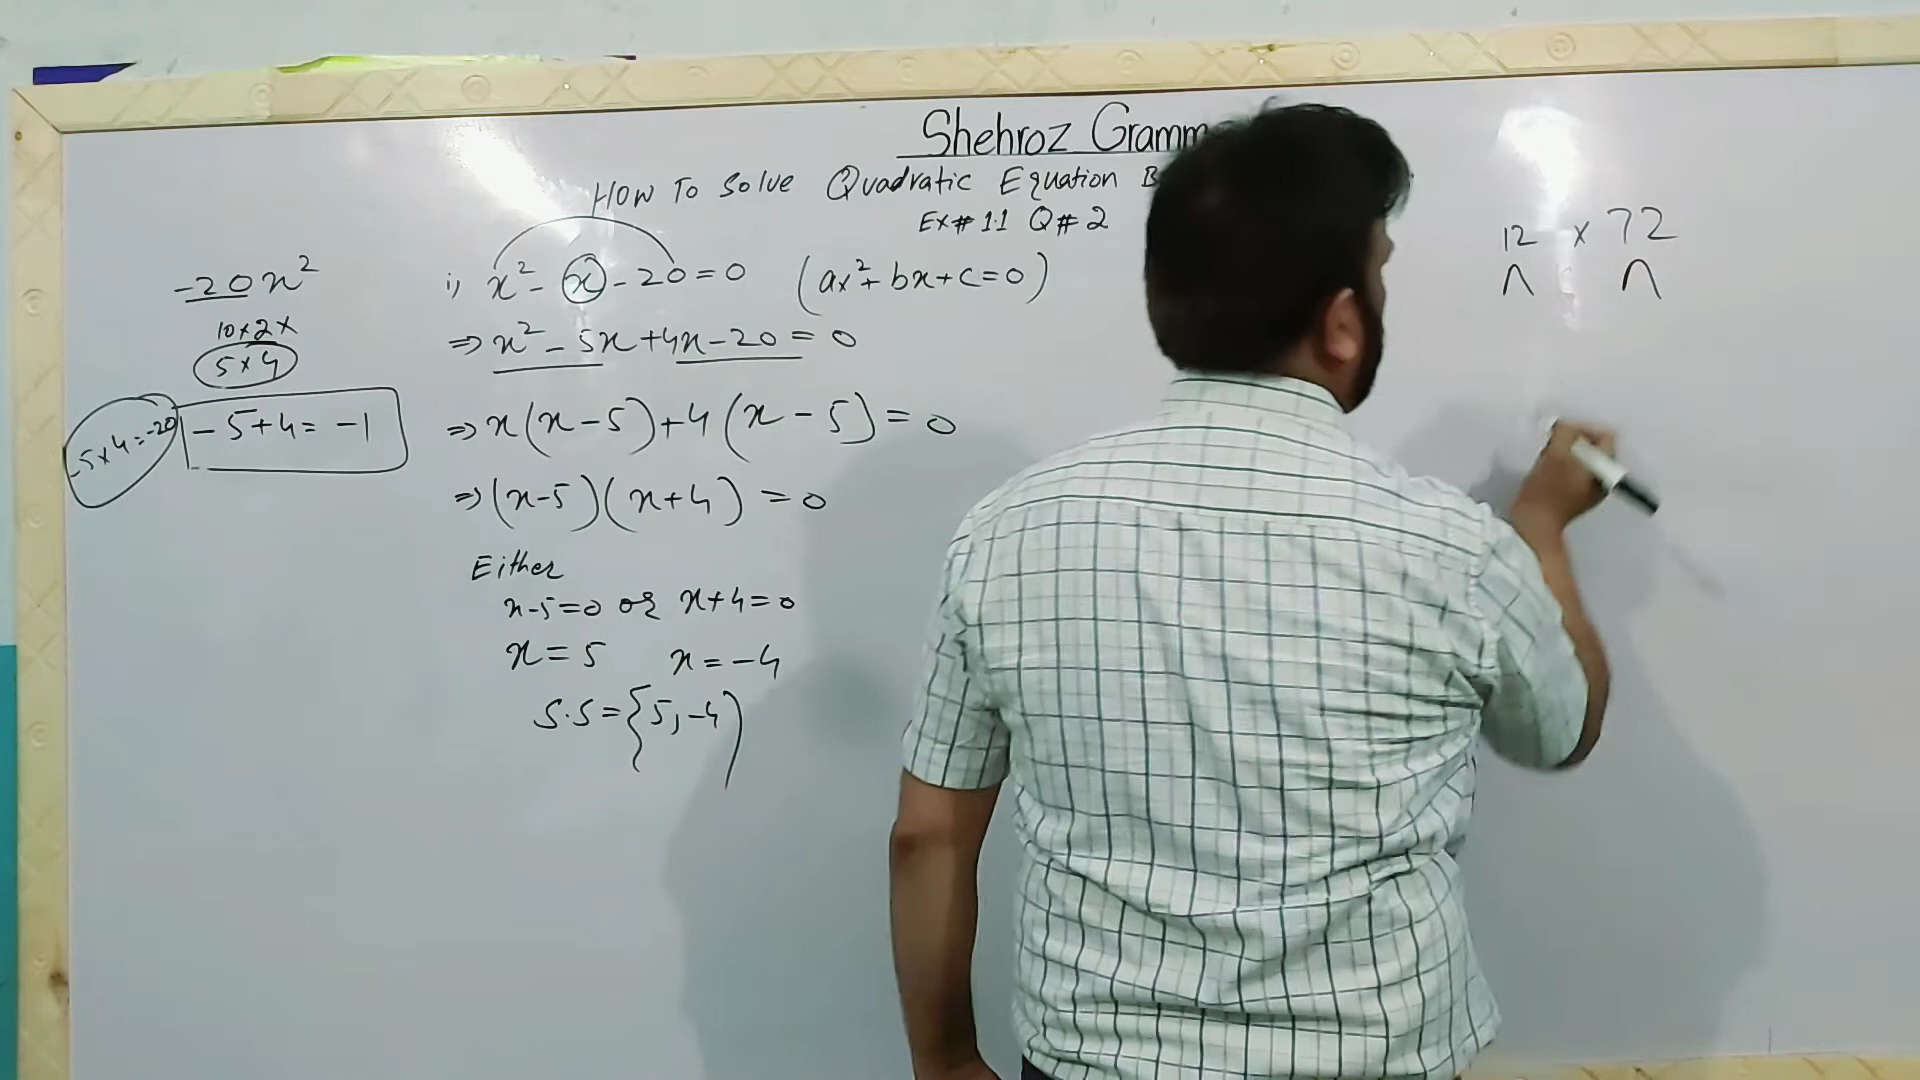 Shehroz
How To Solve Quadratic Equation
Ex# 1.1 Q# 2
-20x²
10×2×
5×4
-5×4=-20
-5+4=-1
i) x²-x-20=0 (ax²+bx+c=0)
⇒x²-5x+4x-20=0
⇒x(x-5)+4(x-5)=0
⇒(x-5)(x+4)=0
Either
x-5=0 or x+4=0
x=5 x=-4
S.S={5,-4}
12 × 72